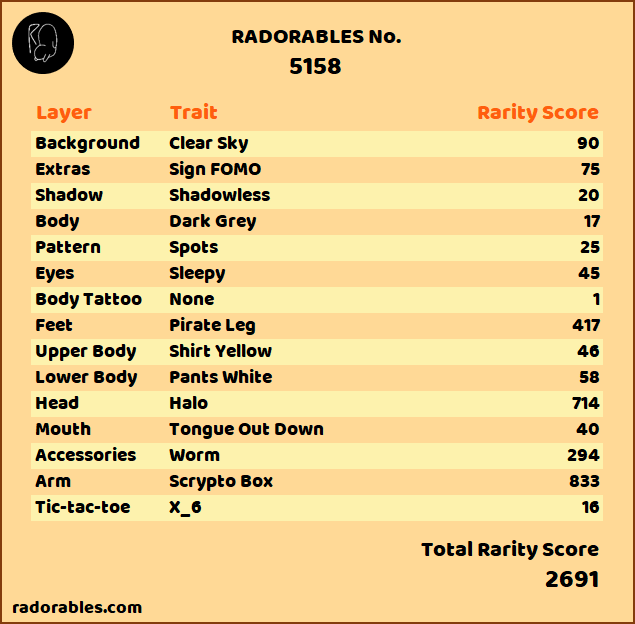 RADORABLES No.
5158
Layer Trait Rarity Score
Background Clear Sky 90
Extras Sign FOMO 75
Shadow Shadowless 20
Body Dark Grey 17
Pattern Spots 25
Eyes Sleepy 45
Body Tattoo None 1
Feet Pirate Leg 417
Upper Body Shirt Yellow 46
Lower Body Pants White 58
Head Halo 714
Mouth Tongue Out Down 40
Accessories Worm 294
Arm Scrypto Box 833
Tic-tac-toe X_6 16
Total Rarity Score
2691
radorables.com